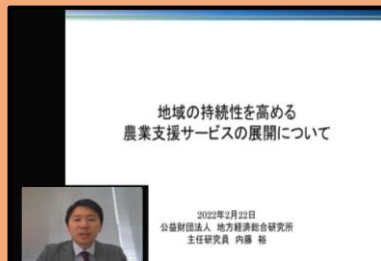 地域の持続性を高める
農業支援サービスの展開について
2022年2月22日
公益財団法人 地方経済総合研究所
主任研究員 内藤 裕